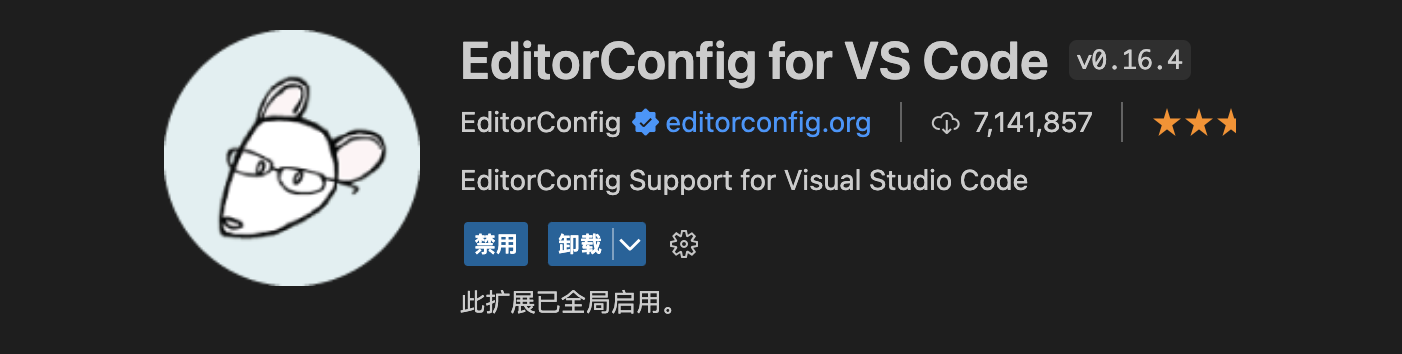 EditorConfig for VS Code v0.16.4
EditorConfig editorconfig.org 7,141,857
EditorConfig Support for Visual Studio Code
禁用 卸载
此扩展已全局启用。